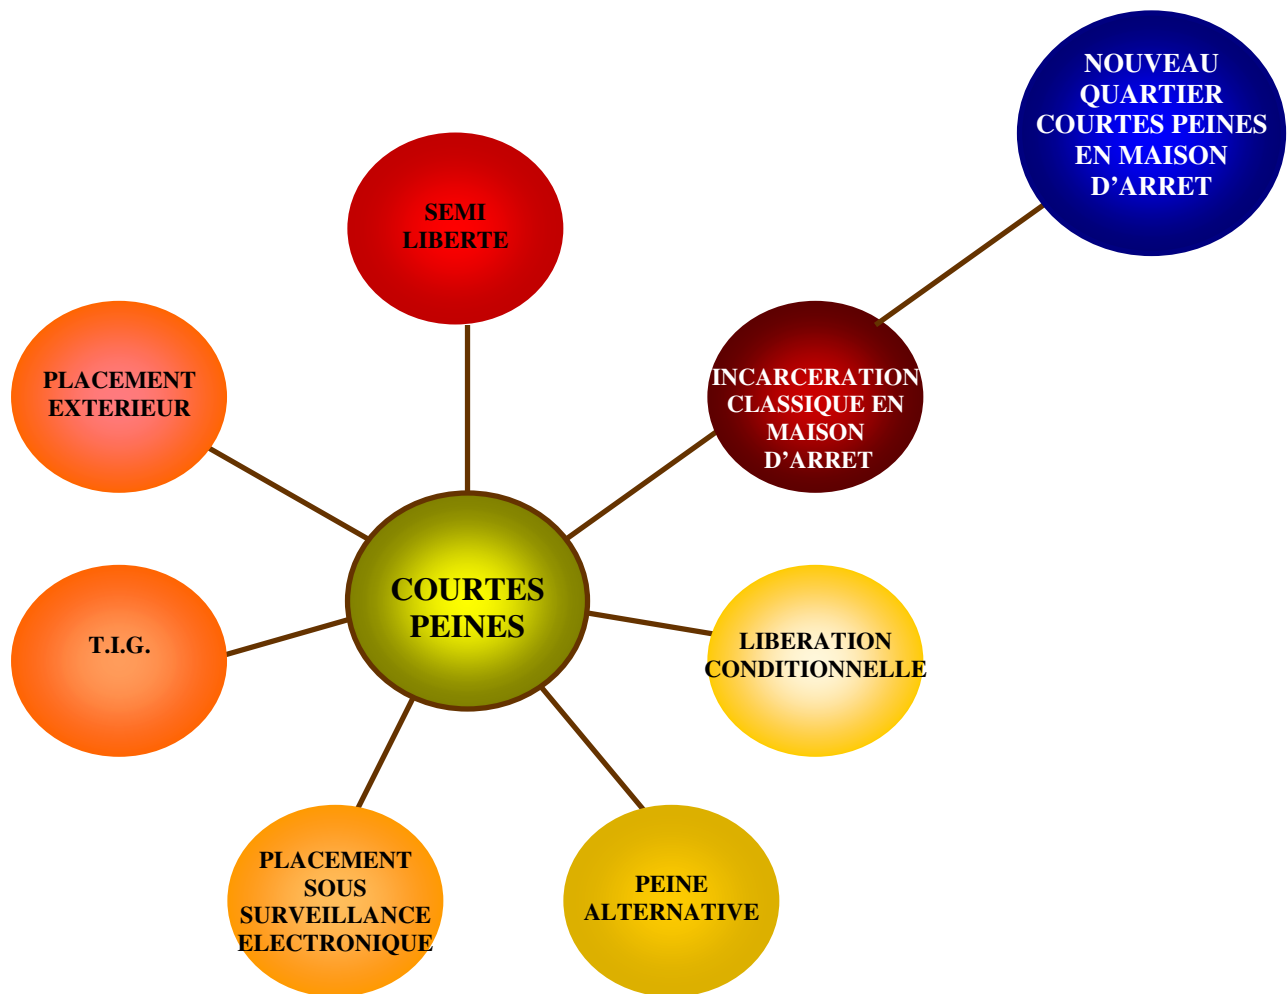 NOUVEAU
QUARTIER
COURTES PEINES
EN MAISON
D’ARRET
SEMI
LIBERTE
PLACEMENT
EXTERIEUR
INCARCERATION
CLASSIQUE EN
MAISON
D’ARRET
COURTES
PEINES
T.I.G.
LIBERATION
CONDITIONNELLE
PLACEMENT
SOUS
SURVEILLANCE
ELECTRONIQUE
PEINE
ALTERNATIVE